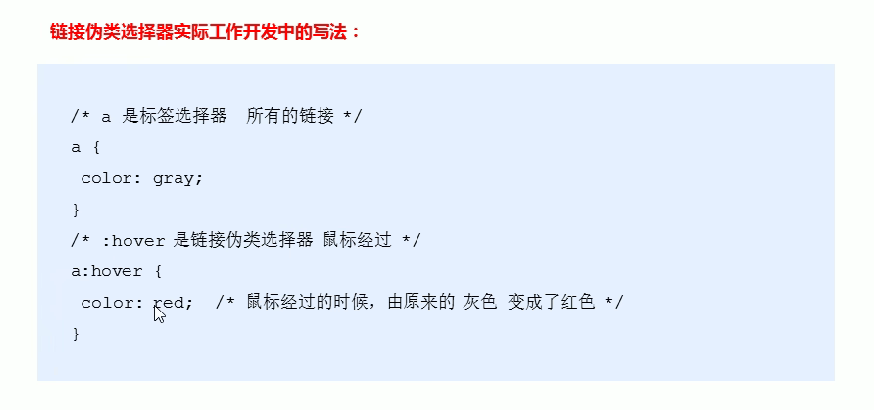 链接伪类选择器实际工作开发中的写法：
/* a 是标签选择器  所有的链接 */
a {
 color: gray;
}
/* :hover 是链接伪类选择器 鼠标经过 */
a:hover {
 color: red;  /* 鼠标经过的时候，由原来的 灰色 变成了红色 */
}